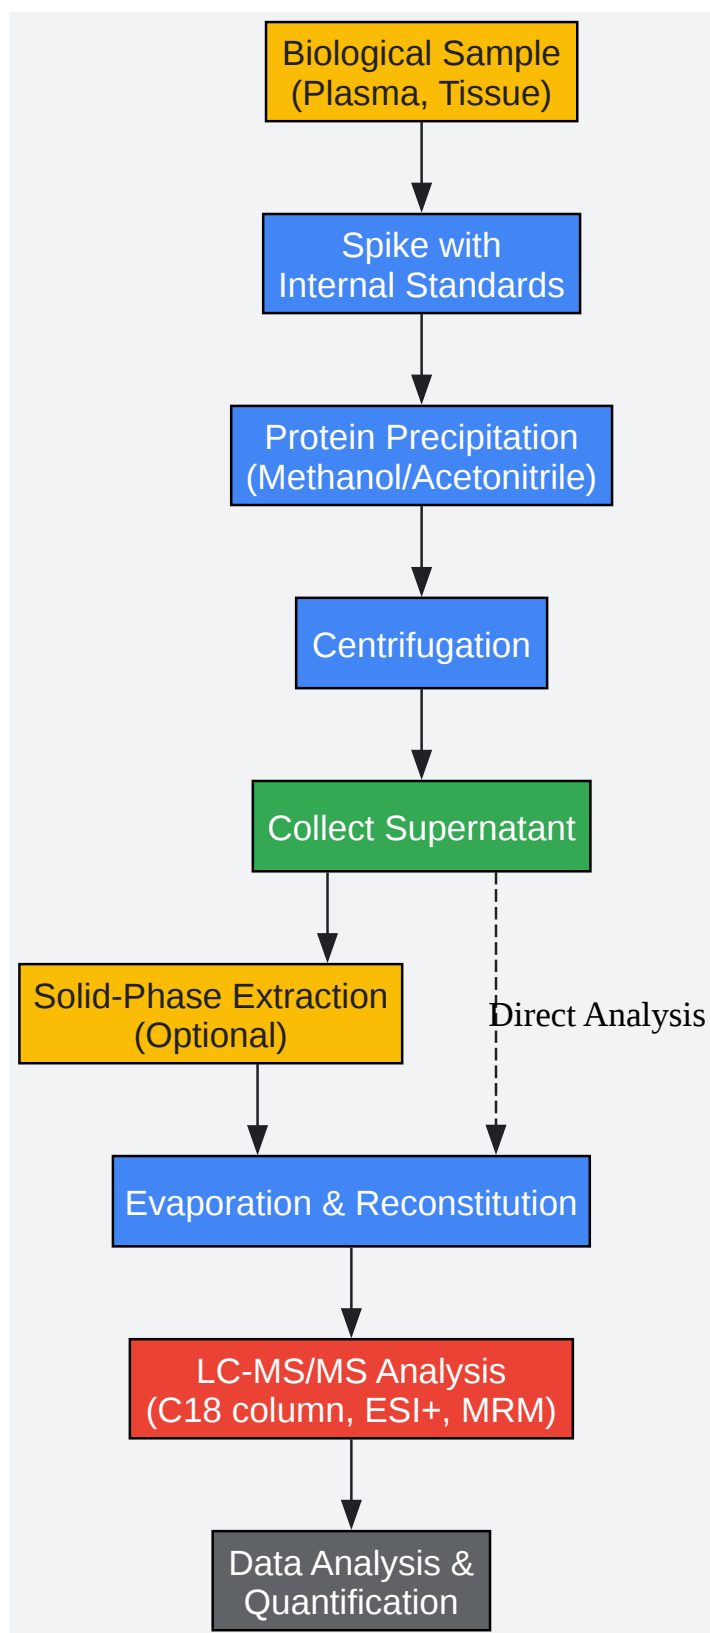 Biological Sample
(Plasma, Tissue)
Spike with
Internal Standards
Protein Precipitation
(Methanol/Acetonitrile)
Centrifugation
Collect Supernatant
Solid-Phase Extraction
(Optional)
Direct Analysis
Evaporation & Reconstitution
LC-MS/MS Analysis
(C18 column, ESI+, MRM)
Data Analysis &
Quantification